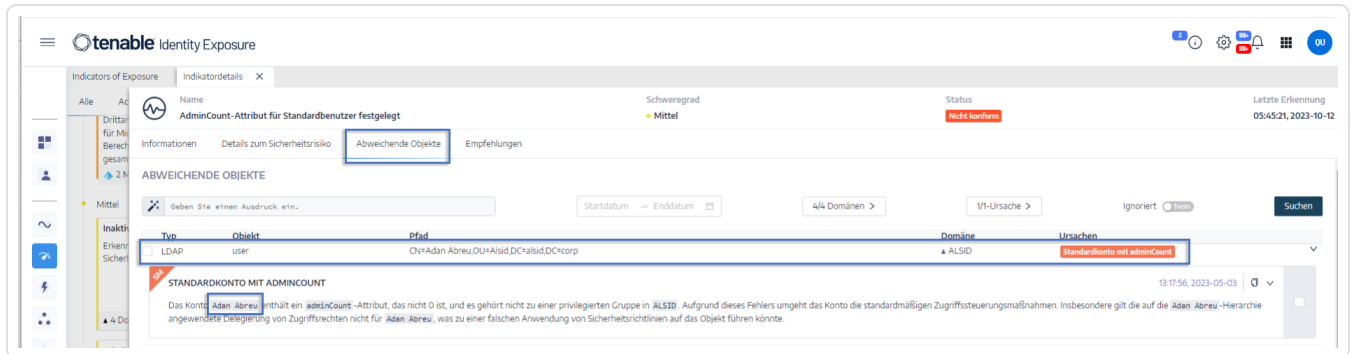 tenable Identity Exposure
3
99+
99+
QU
Indicators of Exposure
Indikatordetails X
Alle
Name
Schweregrad
Status
Letzte Erkennung
AdminCount-Attribut für Standardbenutzer festgelegt
Mittel
Nicht konform
05:45:21, 2023-10-12
für
Informationen
Details zum Sicherheitsrisiko
Abweichende Objekte
Empfehlungen
ABWEICHENDE OBJEKTE
Mittel
Geben Sie einen Ausdruck ein.
Startdatum → Enddatum
4/4 Domänen >
1/1-Ursache >
Ignoriert
Nein
Suchen
Typ
Objekt
Pfad
Domäne
Ursachen
LDAP
user
CN=Adan Abreu,OU=Alsid,DC=alsid,DC=corp
ALSID
Standardkonto mit adminCount
SM
STANDARDKONTO MIT ADMINCOUNT
13:17:56, 2023-05-03
Das Konto Adan Abreu enthält ein adminCount -Attribut, das nicht 0 ist, und es gehört nicht zu einer privilegierten Gruppe in ALSID. Aufgrund dieses Fehlers umgeht das Konto die standardmäßigen Zugriffssteuerungsmaßnahmen. Insbesondere gilt die auf die Adan Abreu -Hierarchie
angewendete Delegierung von Zugriffsrechten nicht für Adan Abreu , was zu einer falschen Anwendung von Sicherheitsrichtlinien auf das Objekt führen könnte.